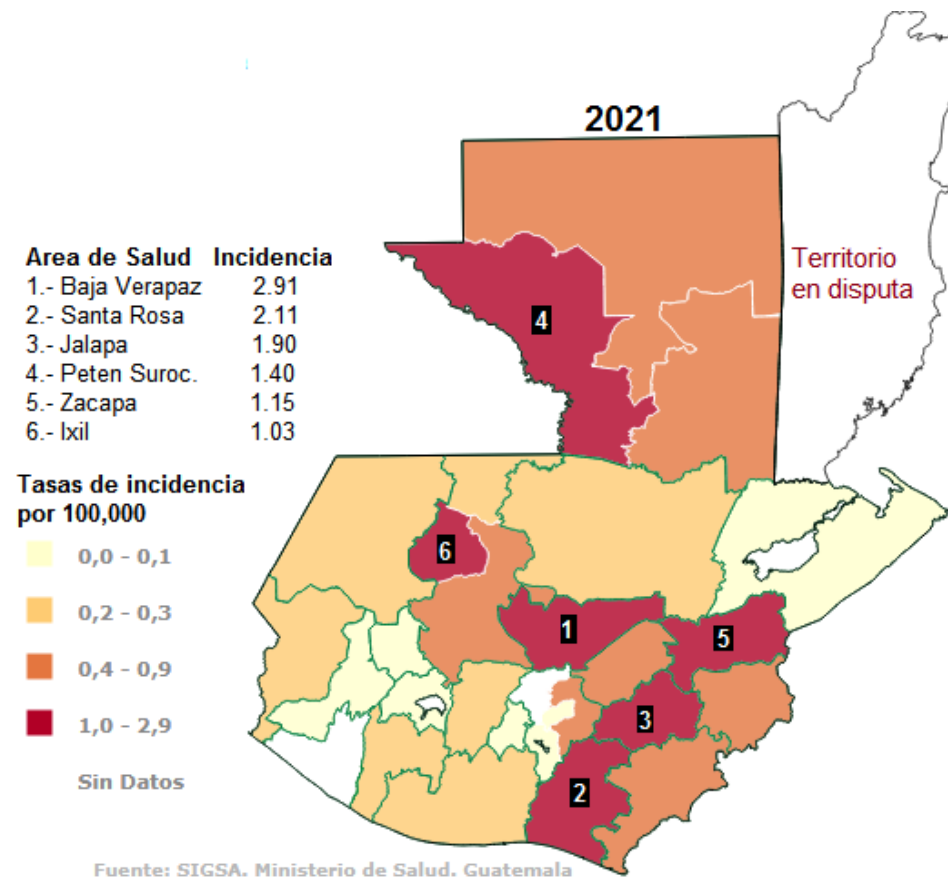 2021
Territorio
en disputa
Area de Salud Incidencia
1.- Baja Verapaz 2.91
2.- Santa Rosa 2.11
3.- Jalapa 1.90
4.- Peten Suroc. 1.40
5.- Zacapa 1.15
6.- Ixil 1.03
Tasas de incidencia
por 100,000
0,0 - 0,1
0,2 - 0,3
0,4 - 0,9
1,0 - 2,9
Sin Datos
4
6
1
5
3
2
Fuente: SIGSA. Ministerio de Salud. Guatemala